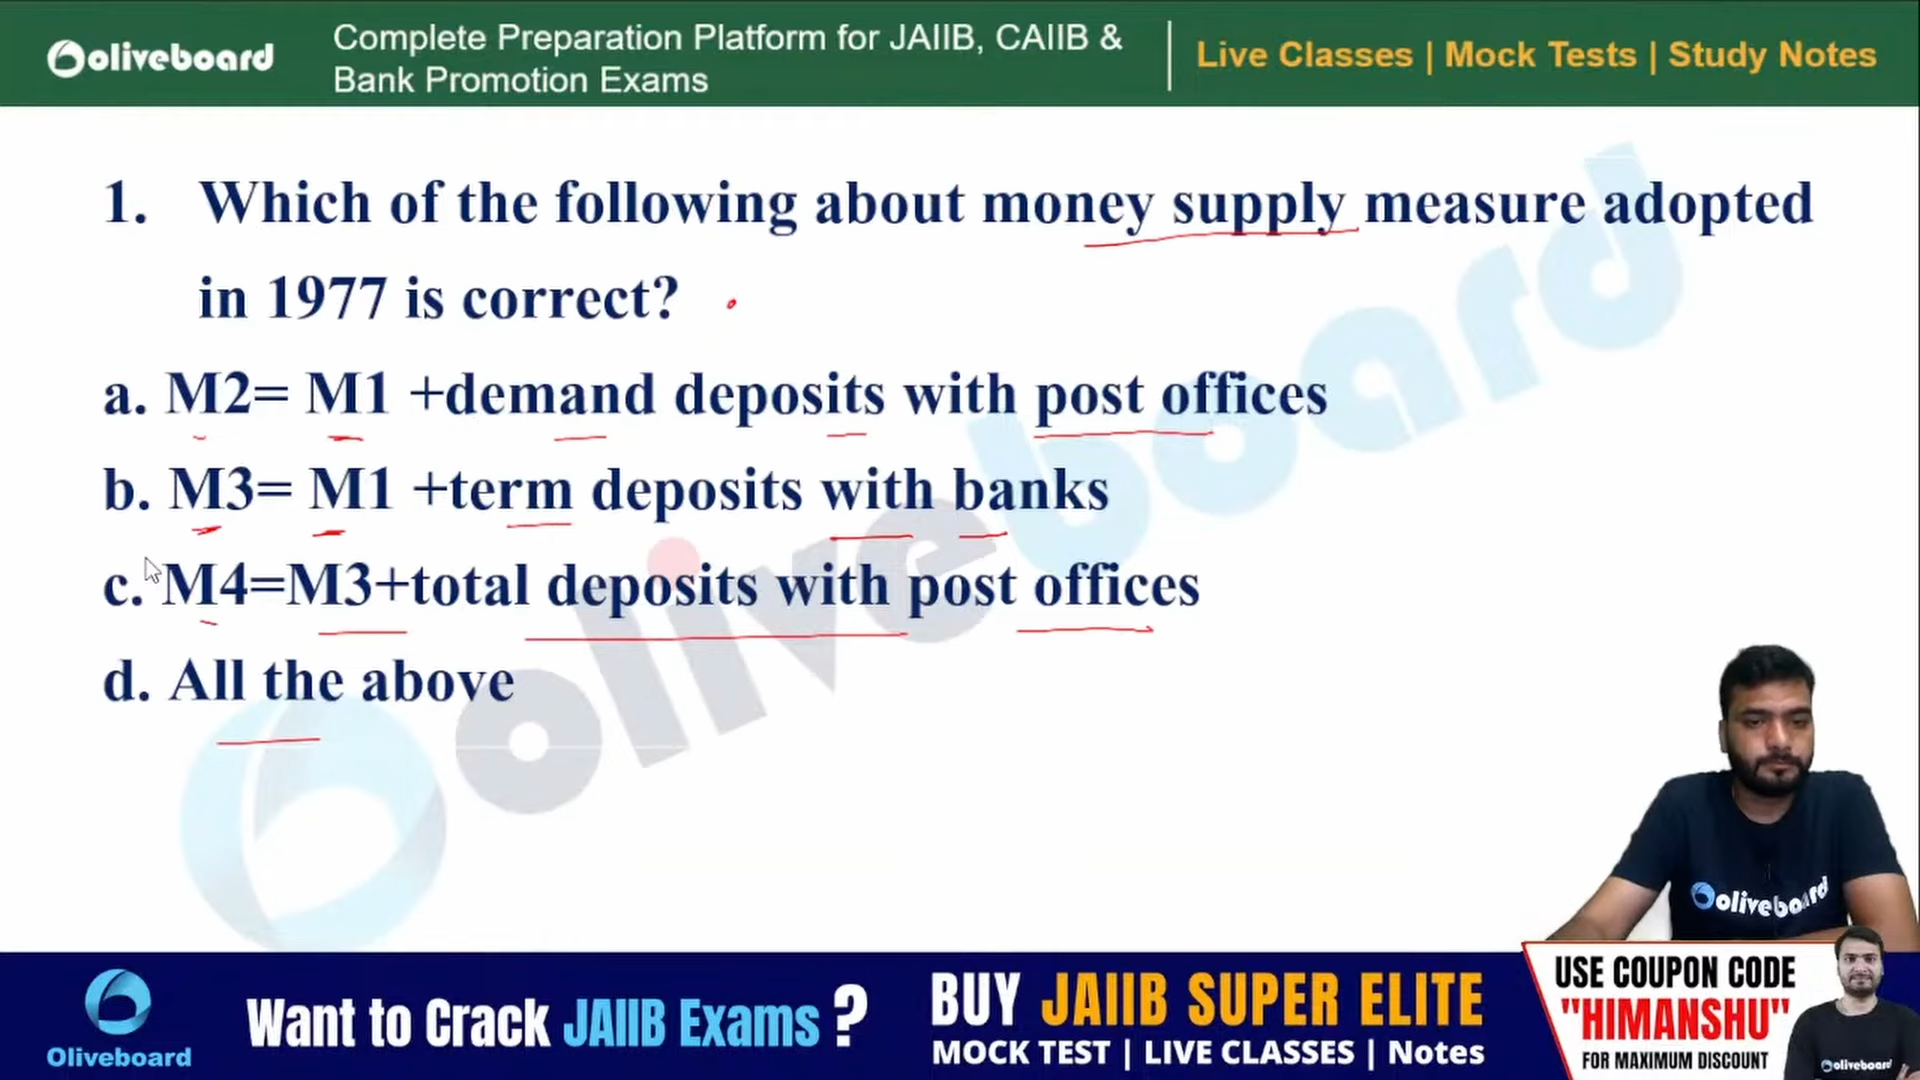 oliveboard
Complete Preparation Platform for JAIIB, CAIIB &
Bank Promotion Exams
Live Classes | Mock Tests | Study Notes
1. Which of the following about money supply measure adopted
in 1977 is correct?
a. M2= M1 +demand deposits with post offices
b. M3= M1 +term deposits with banks
c. M4=M3+total deposits with post offices
d. All the above
oliveboard
oliveboard
Oliveboard
Want to Crack JAIIB Exams ?
BUY JAIIB SUPER ELITE
MOCK TEST | LIVE CLASSES | Notes
USE COUPON CODE
"HIMANSHU"
FOR MAXIMUM DISCOUNT
oliveboard